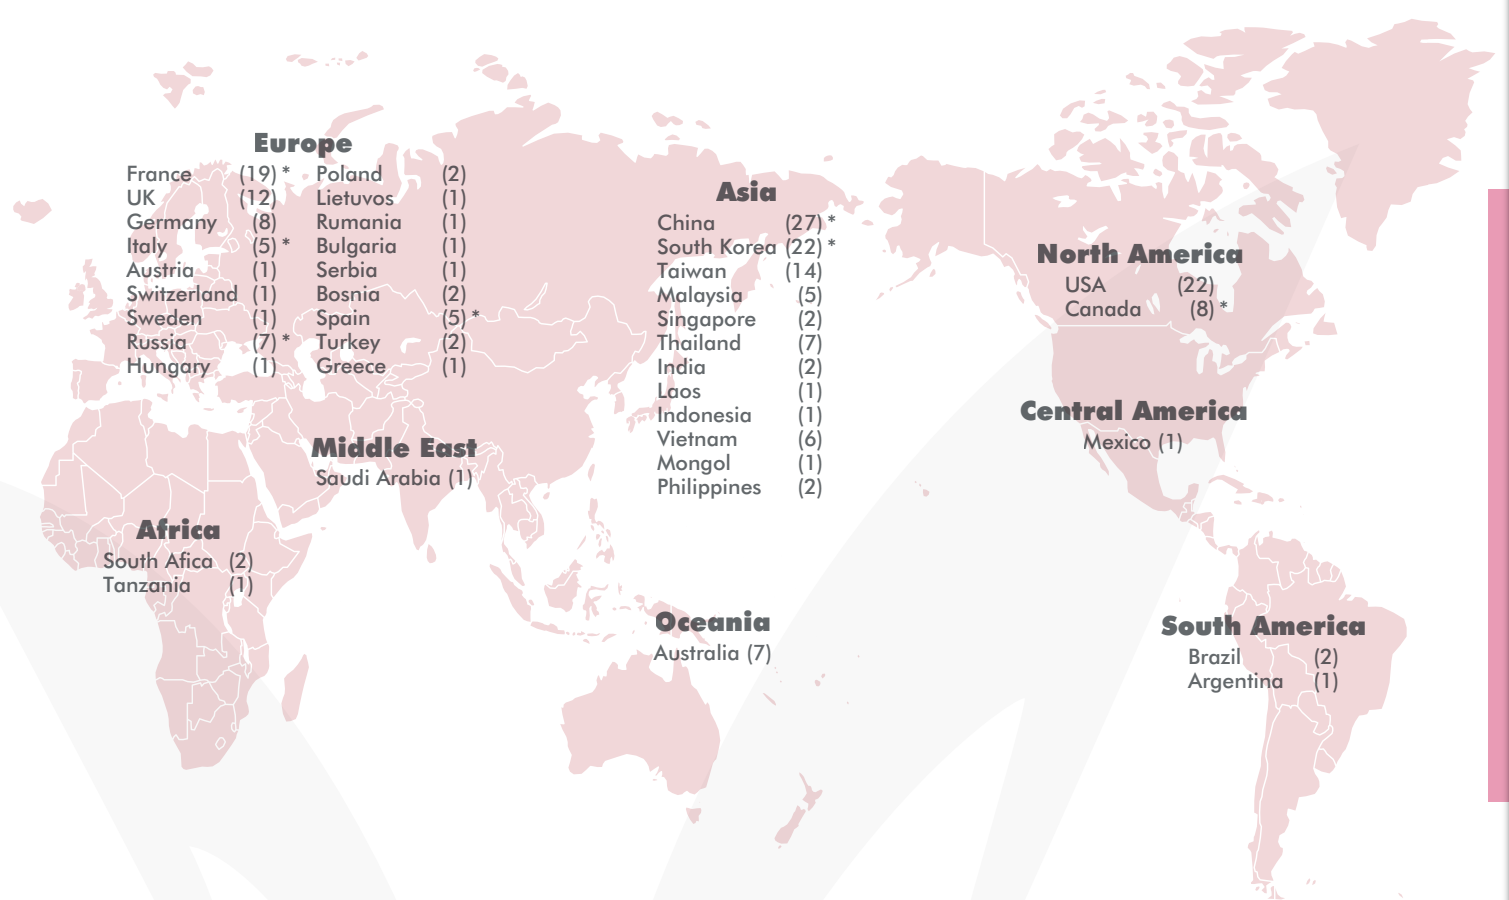 Europe
France (19) *
UK (12)
Germany (8)
Italy (5) *
Austria (1)
Switzerland (1)
Sweden (1)
Russia (7) *
Hungary (1)
Poland (2)
Lietuvos (1)
Rumania (1)
Bulgaria (1)
Serbia (1)
Bosnia (2)
Spain (5) *
Turkey (2)
Greece (1)
Asia
China (27) *
South Korea (22) *
Taiwan (14)
Malaysia (5)
Singapore (2)
Thailand (7)
India (2)
Laos (1)
Indonesia (1)
Vietnam (6)
Mongol (1)
Philippines (2)
North America
USA (22)
Canada (8) *
Central America
Mexico (1)
Middle East
Saudi Arabia (1)
Africa
South Afica (2)
Tanzania (1)
Oceania
Australia (7)
South America
Brazil (2)
Argentina (1)